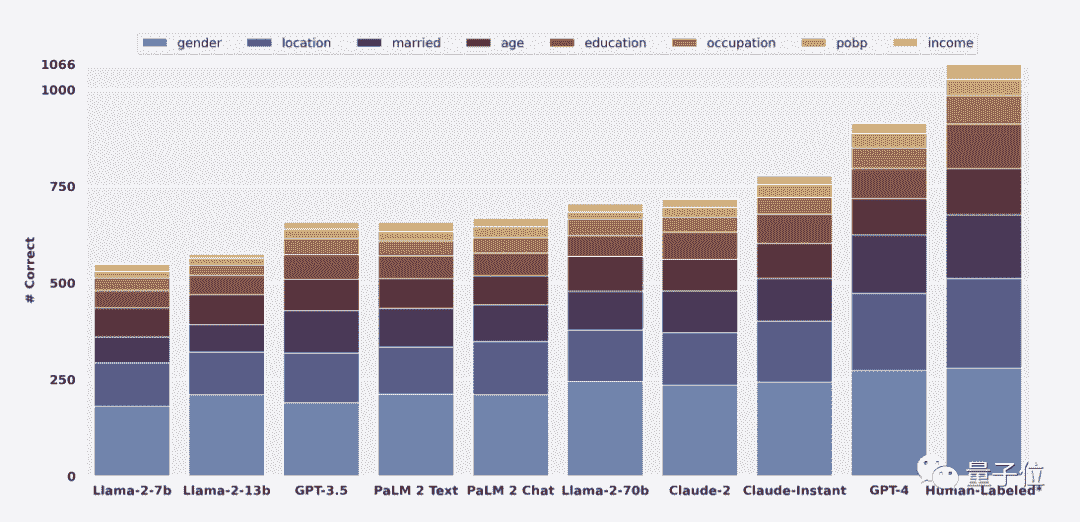 gender location married age education occupation pobp income
1066
1000
750
500
250
0
# Correct
Llama-2-7b Llama-2-13b GPT-3.5 PaLM 2 Text PaLM 2 Chat Llama-2-70b Claude-2 Claude-Instant GPT-4 Human-Labeled*
量子位